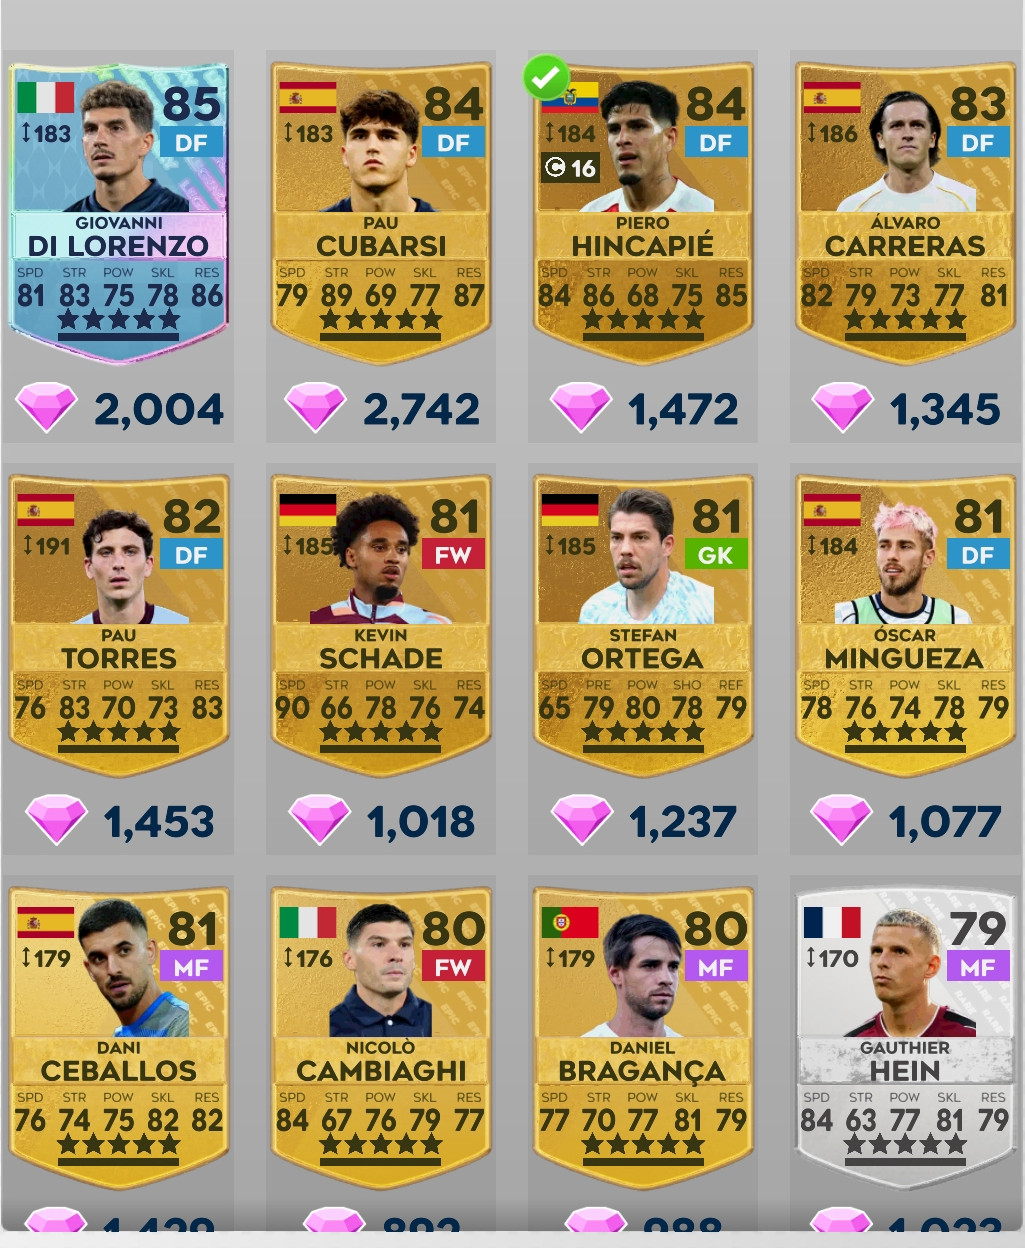 85
183
DF
GIOVANNI
DI LORENZO
SPD STR POW SKL RES
81 83 75 78 86
2,004
84
183
DF
PAU
CUBARSI
SPD STR POW SKL RES
79 89 69 77 87
2,742
84
184
DF
C 16
PIERO
HINCAPIÉ
SPD STR POW SKL RES
84 86 68 75 85
1,472
83
186
DF
ÁLVARO
CARRERAS
SPD STR POW SKL RES
82 79 73 77 81
1,345
82
191
DF
PAU
TORRES
SPD STR POW SKL RES
76 83 70 73 83
1,453
81
185
FW
KEVIN
SCHADE
SPD STR POW SKL RES
90 66 78 76 74
1,018
81
185
GK
STEFAN
ORTEGA
SPD PRE POW SHO REF
65 79 80 78 79
1,237
81
184
DF
ÓSCAR
MINGUEZA
SPD STR POW SKL RES
78 76 74 78 79
1,077
81
179
MF
DANI
CEBALLOS
SPD STR POW SKL RES
76 74 75 82 82
80
176
FW
NICOLÒ
CAMBIAGHI
SPD STR POW SKL RES
84 67 76 79 77
80
179
MF
DANIEL
BRAGANÇA
SPD STR POW SKL RES
77 70 77 81 79
79
170
MF
GAUTHIER
HEIN
SPD STR POW SKL RES
84 63 77 81 79